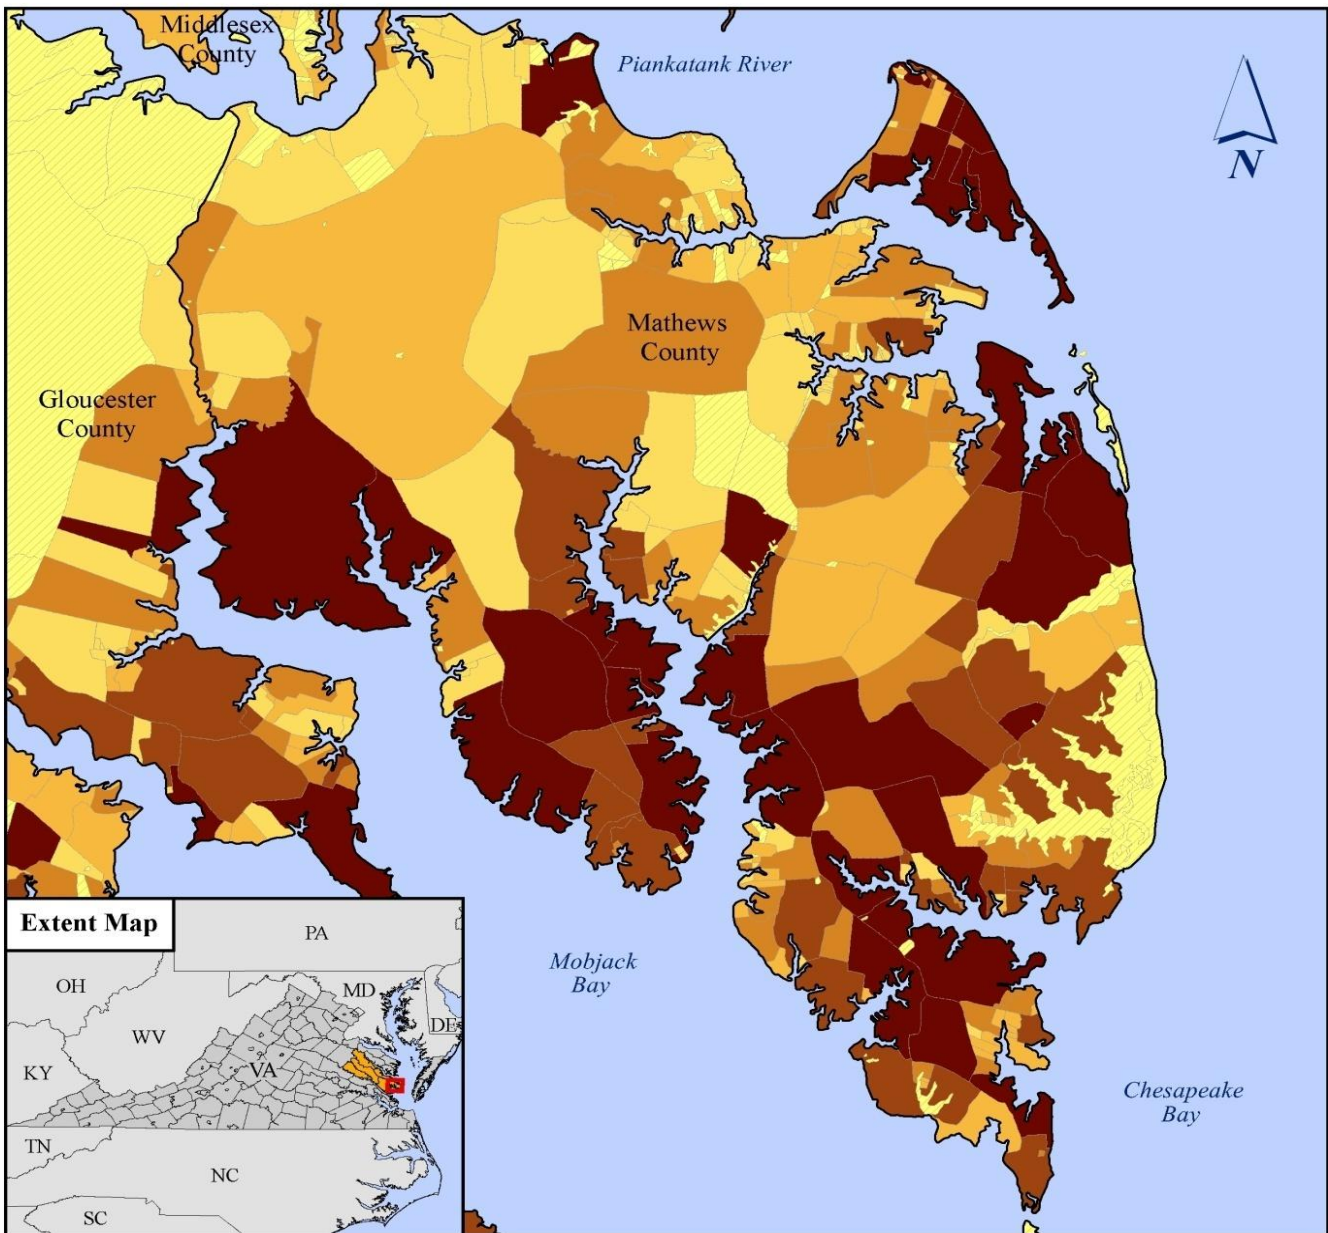 Middlesex
County
Piankatank River
N
Mathews
County
Gloucester
County
Mobjack
Bay
Chesapeake
Bay
Extent Map
PA
OH
MD
WV
DE
KY
VA
TN
NC
SC